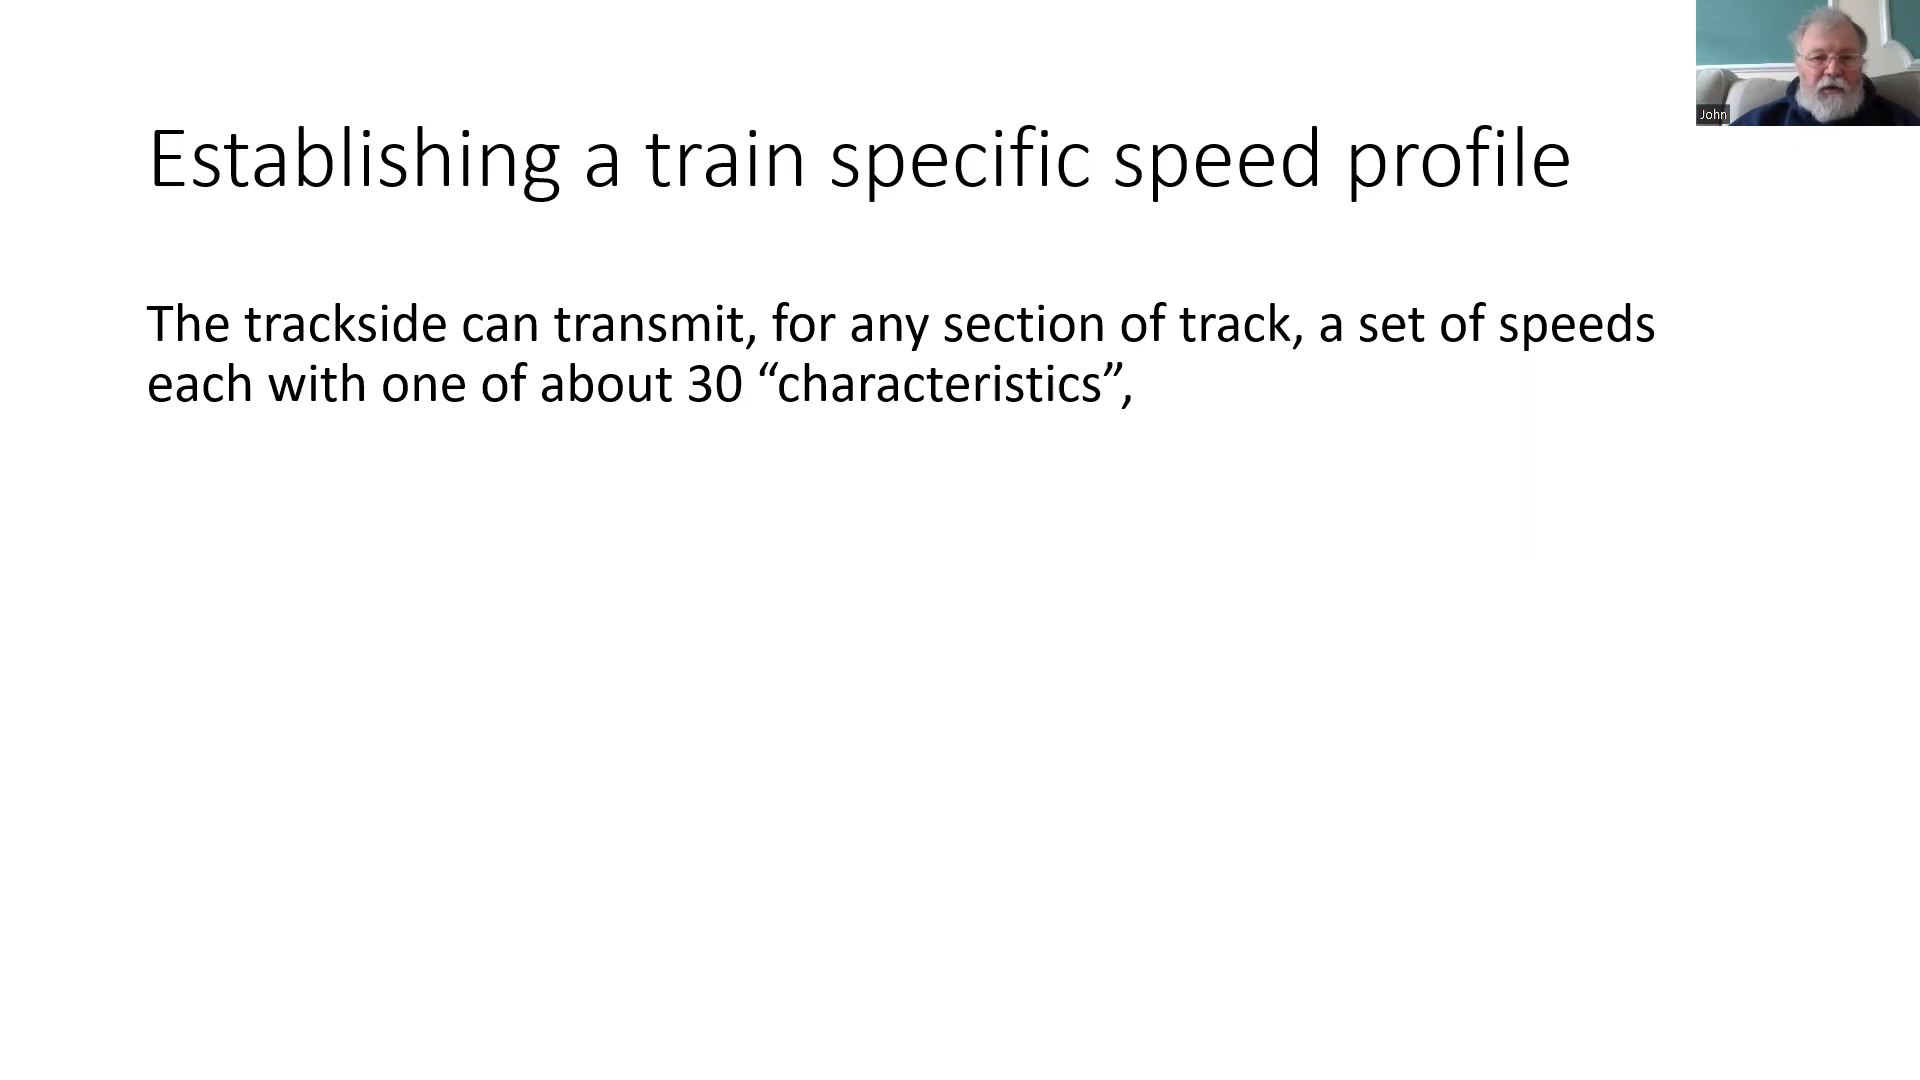 Establishing a train specific speed profile
The trackside can transmit, for any section of track, a set of speeds
each with one of about 30 “characteristics”,
John